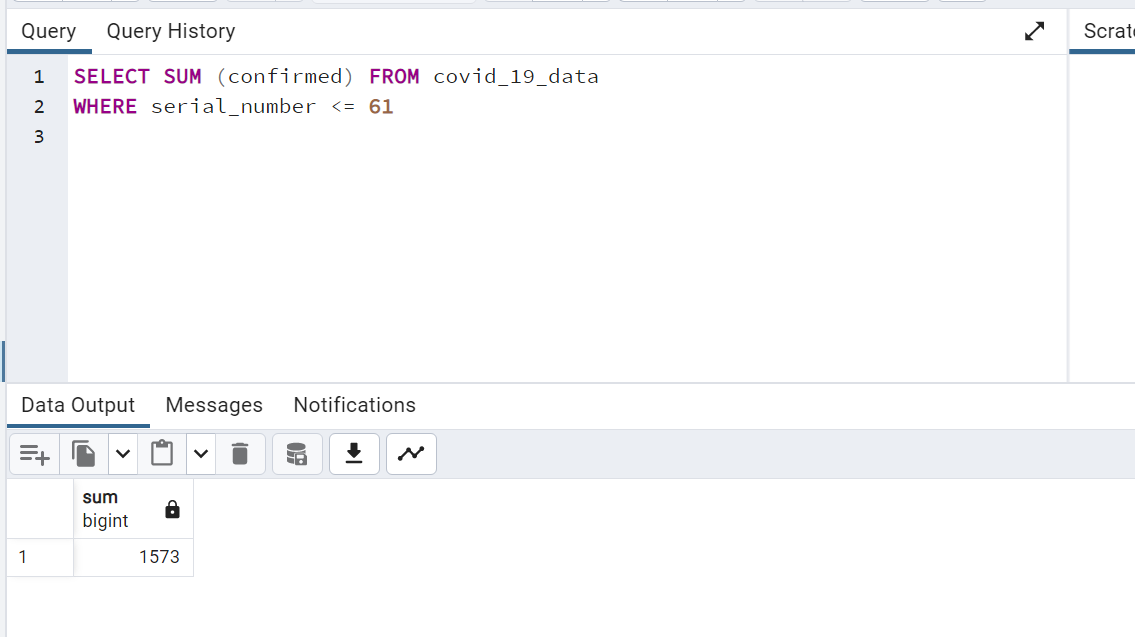 Query Query History
Scrat
1 SELECT SUM (confirmed) FROM covid_19_data
2 WHERE serial_number <= 61
3
Data Output Messages Notifications
sum
bigint
1 1573